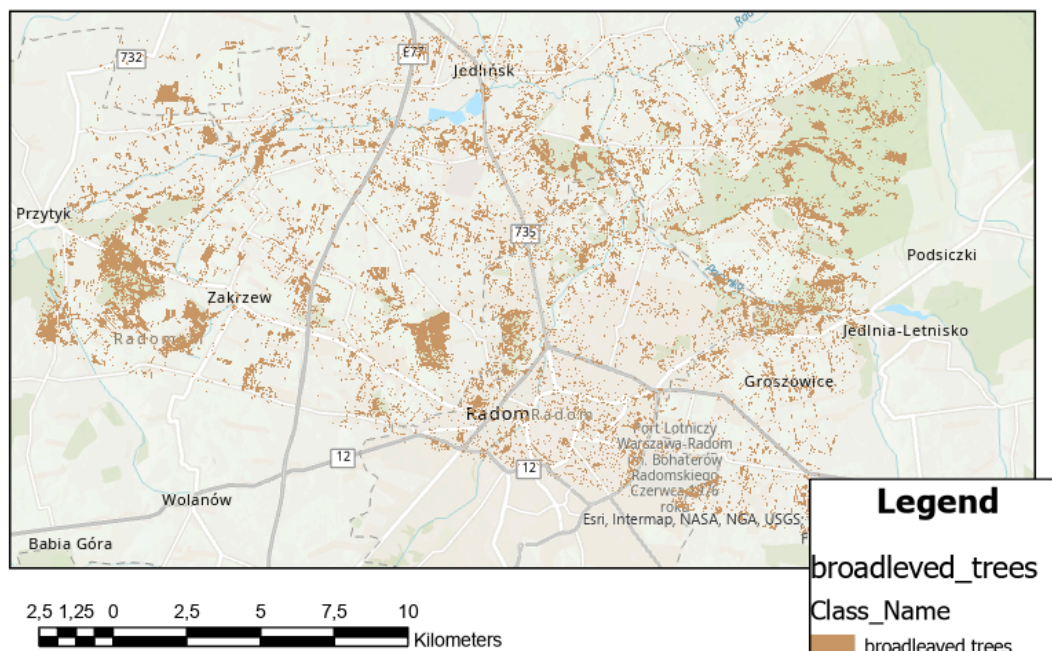 732
E77
Jedlińsk
Przytyk
735
Podsiczki
Zakrzew
Jedlnia-Letnisko
Groszowice
Radom
Radom
Port Lotniczy
Warszawa-Radom
im. Bohaterów
Radomskiego
Czerwca 1976
roku
12
12
Wolanów
Esri, Intermap, NASA, NGA, USGS;
Babia Góra
Legend
broadleved_trees
Class_Name
broadleaved trees
2,5 1,25 0 2,5 5 7,5 10
Kilometers